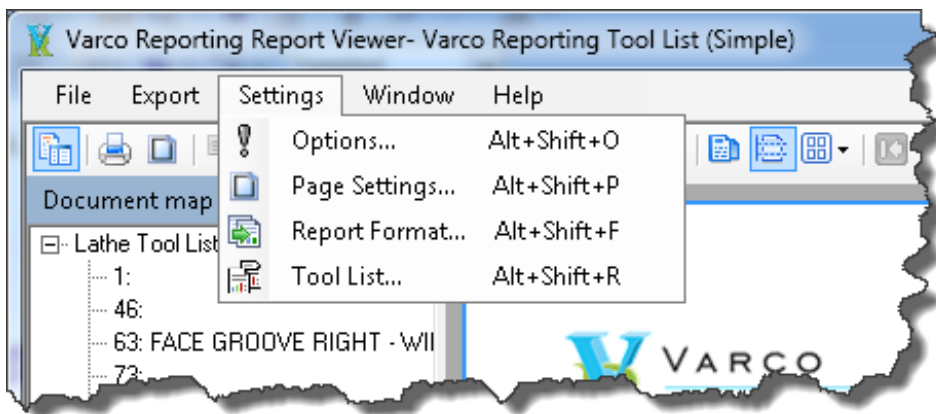 Varco Reporting Report Viewer- Varco Reporting Tool List (Simple)
File Export Settings Window Help
Options... Alt+Shift+O
Page Settings... Alt+Shift+P
Report Format... Alt+Shift+F
Tool List... Alt+Shift+R
Document map
Lathe Tool List
1:
46:
63: FACE GROOVE RIGHT - WII
73:
VARCO